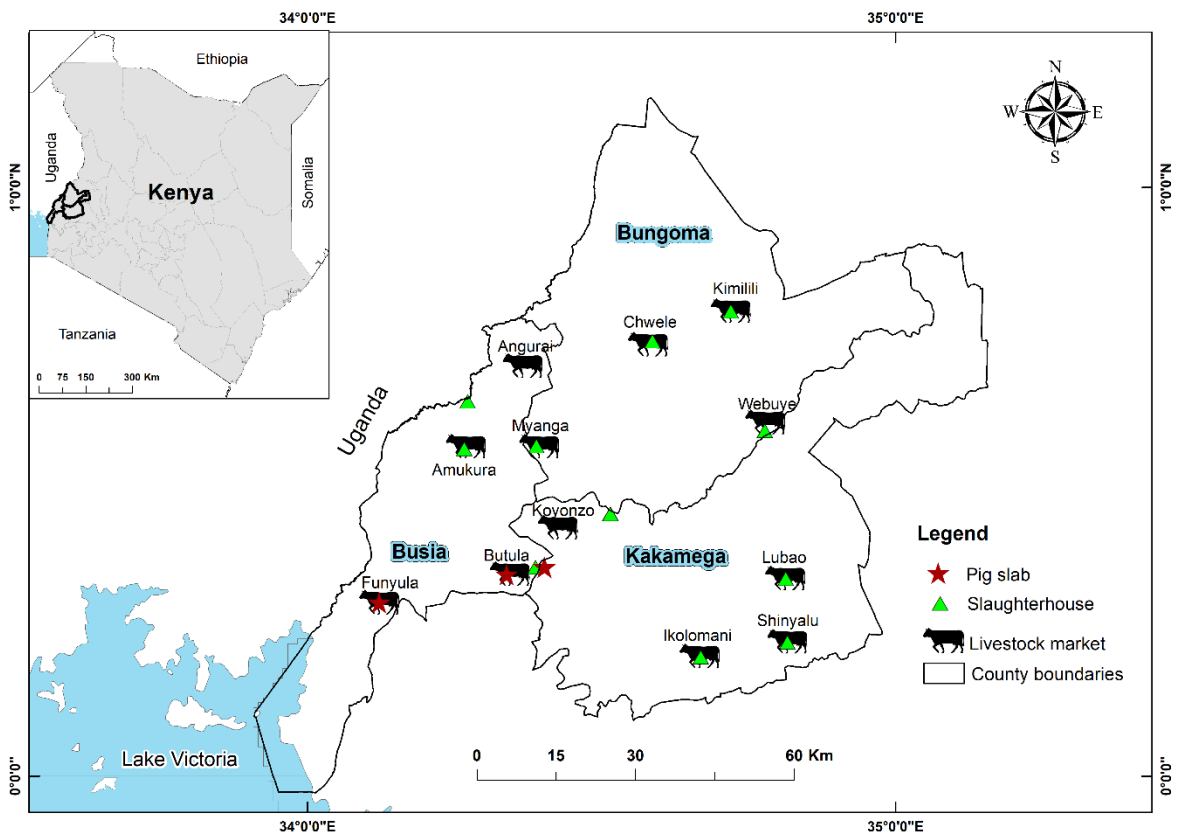 34°0'0"E
35°0'0"E
Ethiopia
Uganda
Kenya
Somalia
Tanzania
0 75 150 300 Km
N
W E
S
1°0'0"N
1°0'0"N
Bungoma
Kimilili
Chwele
Angurai
Uganda
Webuye
Myanga
Amukura
Koyonzo
Busia
Butula
Kakamega
Lubao
Funyula
Shinyalu
Ikolomani
Legend
Pig slab
Slaughterhouse
Livestock market
County boundaries
Lake Victoria
0 15 30 60 Km
0°0'0"
0°0'0"
34°0'0"E
35°0'0"E